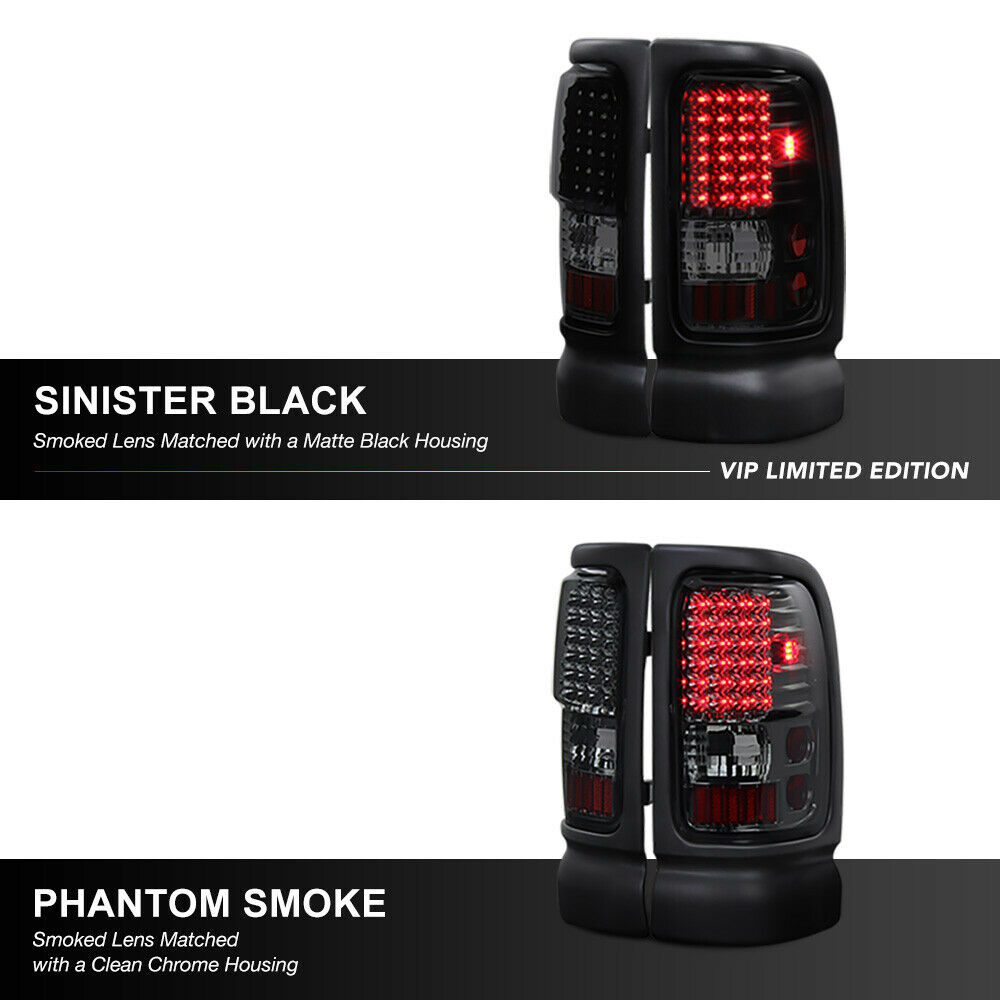 SINISTER BLACK
Smoked Lens Matched with a Matte Black Housing
VIP LIMITED EDITION
PHANTOM SMOKE
Smoked Lens Matched
with a Clean Chrome Housing